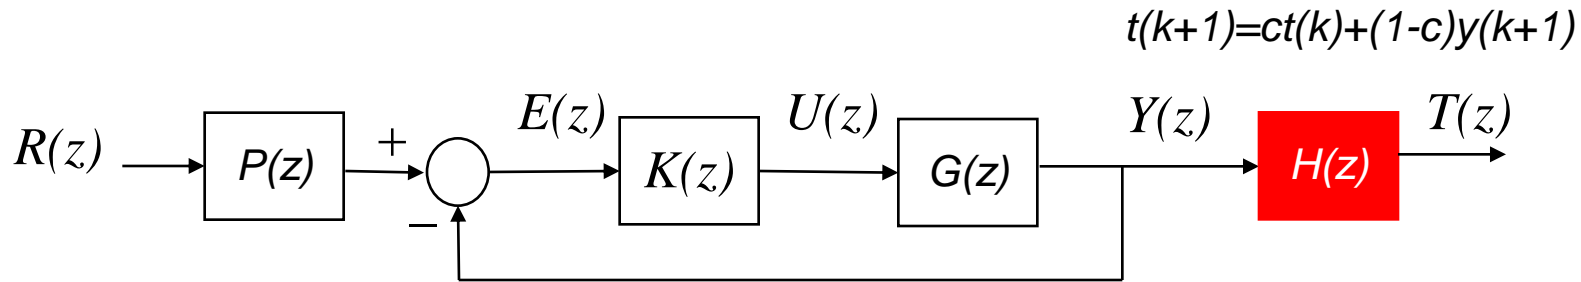 t(k+1)=ct(k)+(1-c)y(k+1)
R(z)
P(z)
+
−
E(z)
K(z)
U(z)
G(z)
Y(z)
H(z)
T(z)